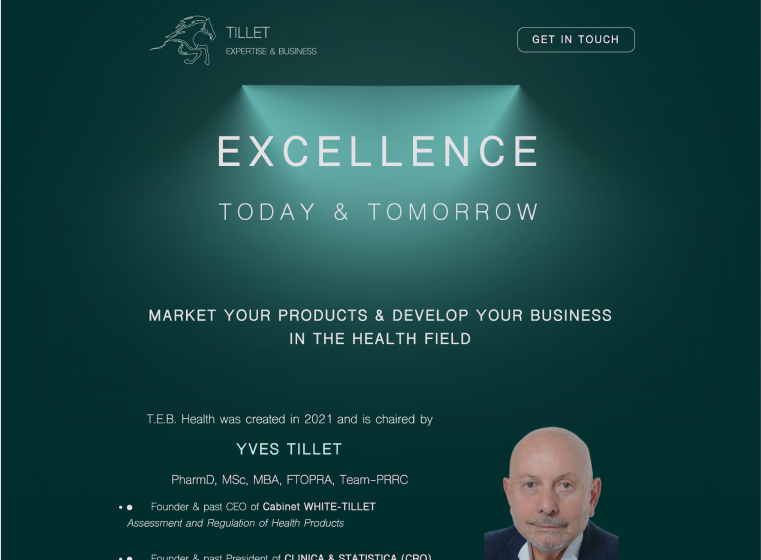 TILLET
EXPERTISE & BUSINESS
GET IN TOUCH
EXCELLENCE
TODAY & TOMORROW
MARKET YOUR PRODUCTS & DEVELOP YOUR BUSINESS
IN THE HEALTH FIELD
T.E.B. Health was created in 2021 and is chaired by
YVES TILLET
PharmD, MSc, MBA, FTOPRA, Team-PRRC
• ● Founder & past CEO of Cabinet WHITE-TILLET
Assessment and Regulation of Health Products
• ● Founder & past President of CLINICA & STATISTICA (CRO)